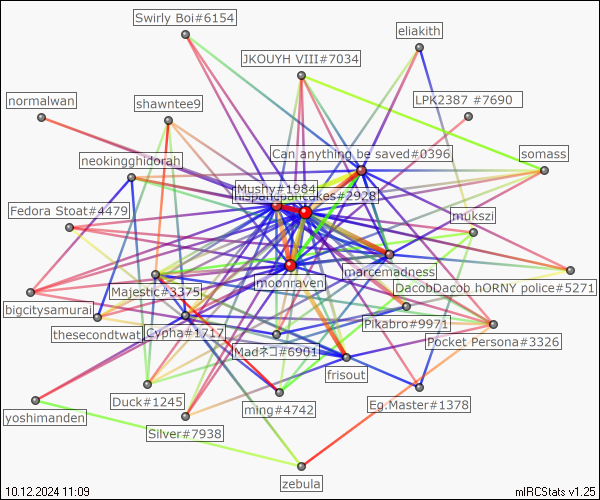 Swirly Boi#6154
eliakith
JKOUYH VIII#7034
normalwan
shawntee9
LPK2387 #7690
Can anything be saved#0396
somass
neokingghidorah
Mushy#1984
hispanicpancakes#2928
Fedora Stoat#4479
mukszi
marcemadness
moonraven
DacobDacob hORNY police#5271
Majestic#3375
bigcitysamurai
Pikabro#9971
thesecondtwat
Cypha#1717
Pocket Persona#3326
Madネコ#6901
frisout
Duck#1245
ming#4742
Eg.Master#1378
yoshimanden
Silver#7938
zebula
10.12.2024 11:09
mIRCStats v1.25